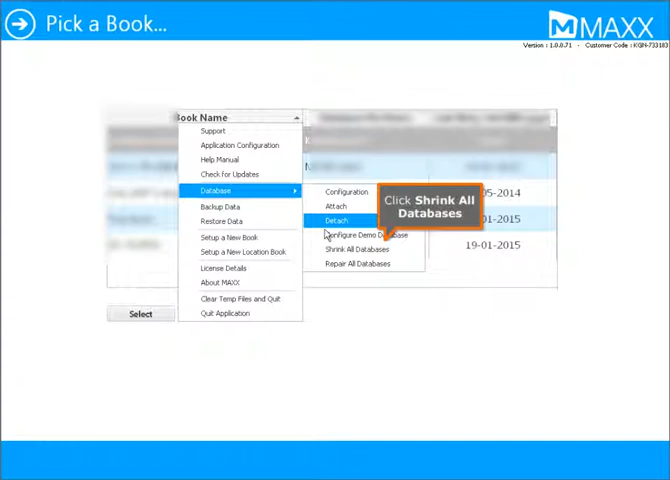 Pick a Book...
MAXX
Version : 1.0.0.71 - Customer Code : KGN-733183
Book Name
Support
Application Configuration
Help Manual
Check for Updates
Database
Backup Data
Restore Data
Setup a New Book
Setup a New Location Book
License Details
About MAXX
Clear Temp Files and Quit
Quit Application
Configuration
Attach
Detach
Configure Demo Database
Shrink All Databases
Repair All Databases
Click Shrink All
Databases
05-2014
-01-2015
19-01-2015
Select